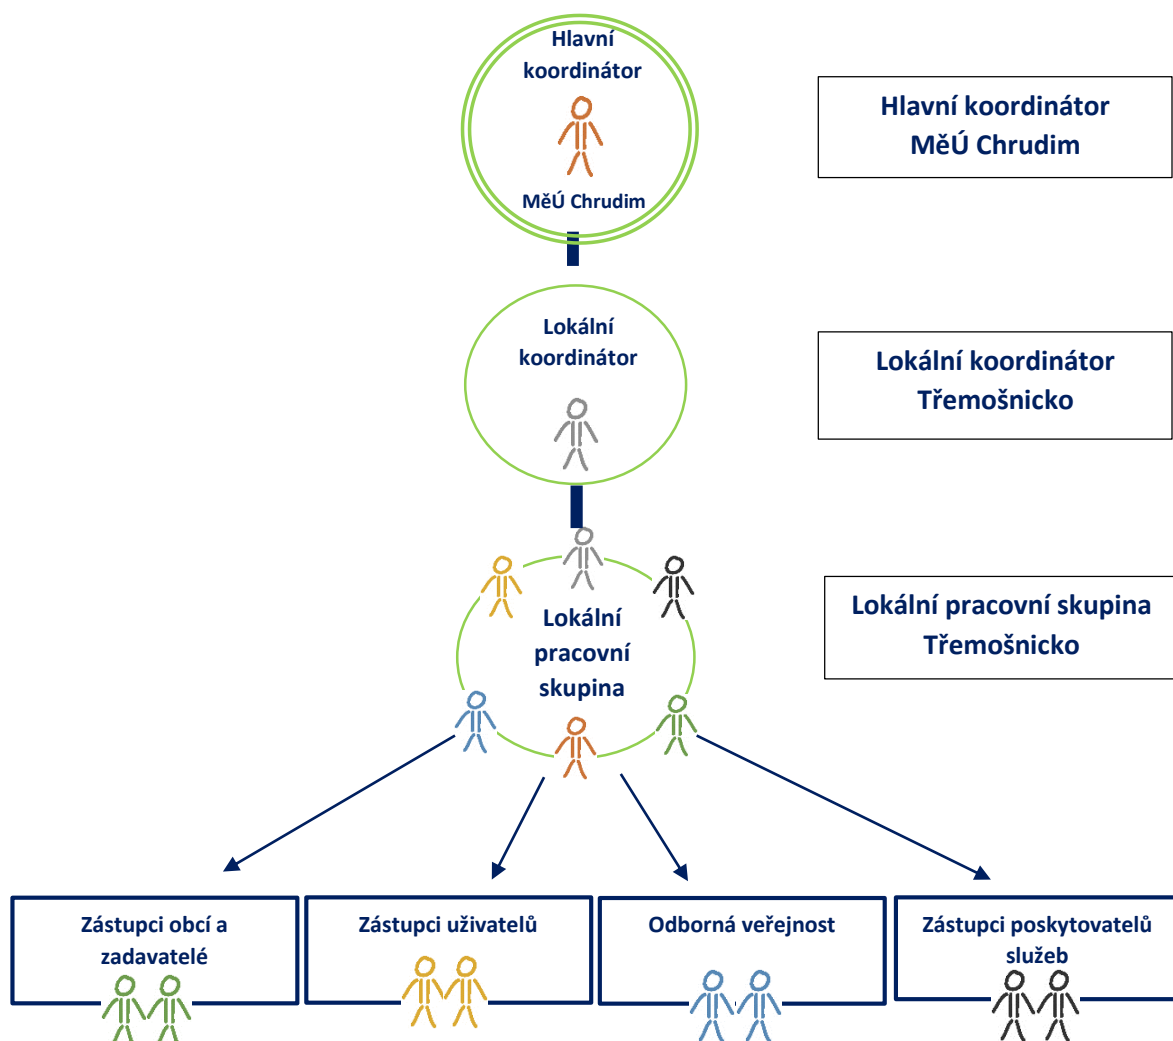 Hlavní
koordinátor
MěÚ Chrudim
Hlavní koordinátor
MěÚ Chrudim
Lokální
koordinátor
Lokální koordinátor
Třemošnicko
Lokální
pracovní
skupina
Lokální pracovní skupina
Třemošnicko
Zástupci obcí a
zadavatelé
Zástupci uživatelů
Odborná veřejnost
Zástupci poskytovatelů
služeb